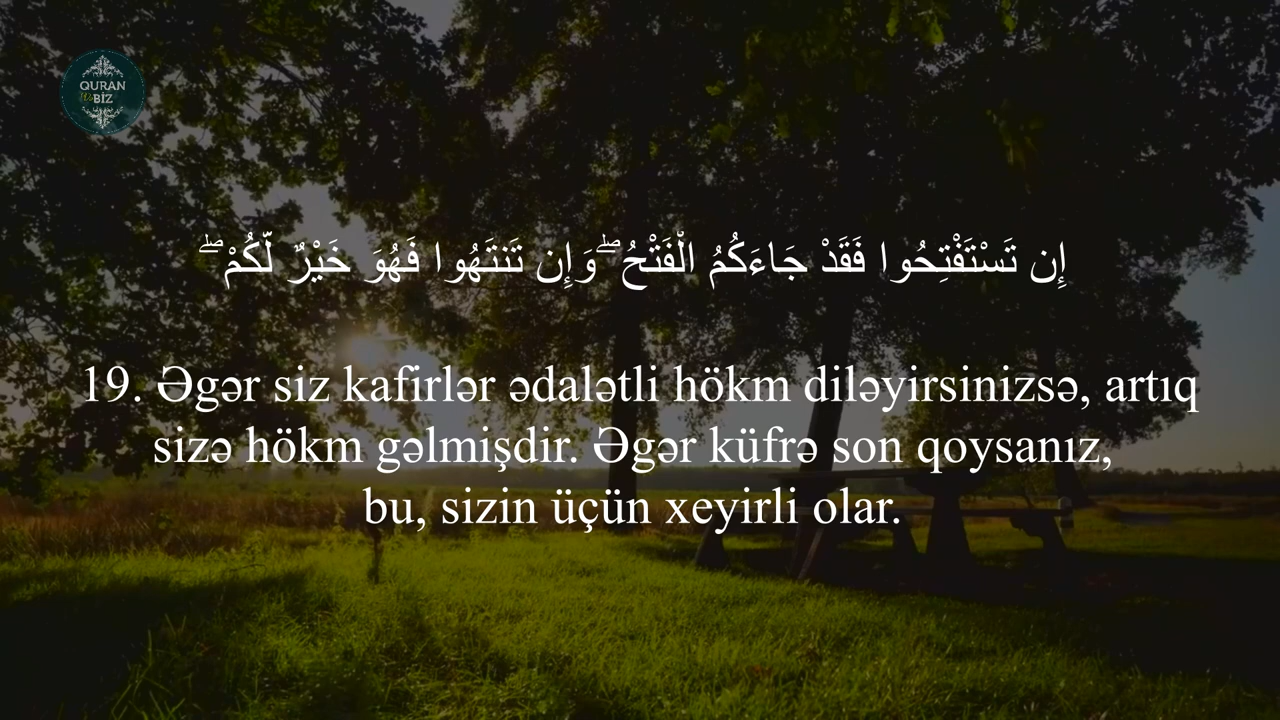 QURAN
Və BİZ
إِن تَسْتَفْتِحُوا فَقَدْ جَاءَكُمُ الْفَتْحُ ۖ وَإِن تَنتَهُوا فَهُوَ خَيْرٌ لَّكُمْ ۖ
19. Əgər siz kafirlər ədalətli hökm diləyirsinizsə, artıq
sizə hökm gəlmişdir. Əgər küfrə son qoysanız,
bu, sizin üçün xeyirli olar.